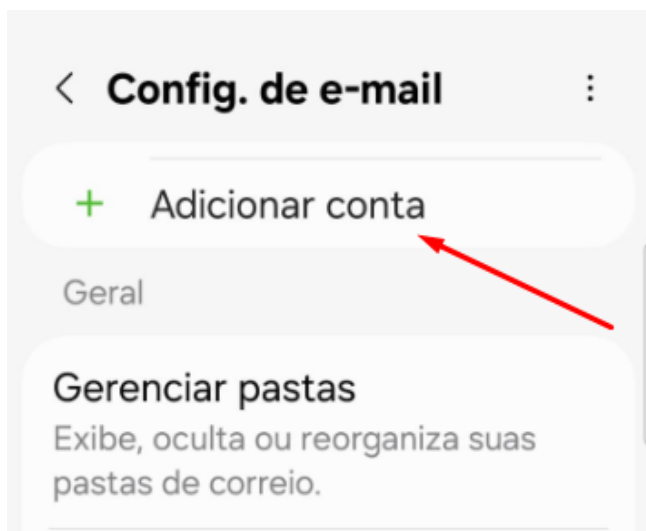 Config. de e-mail
Adicionar conta
Geral
Gerenciar pastas
Exibe, oculta ou reorganiza suas
pastas de correio.